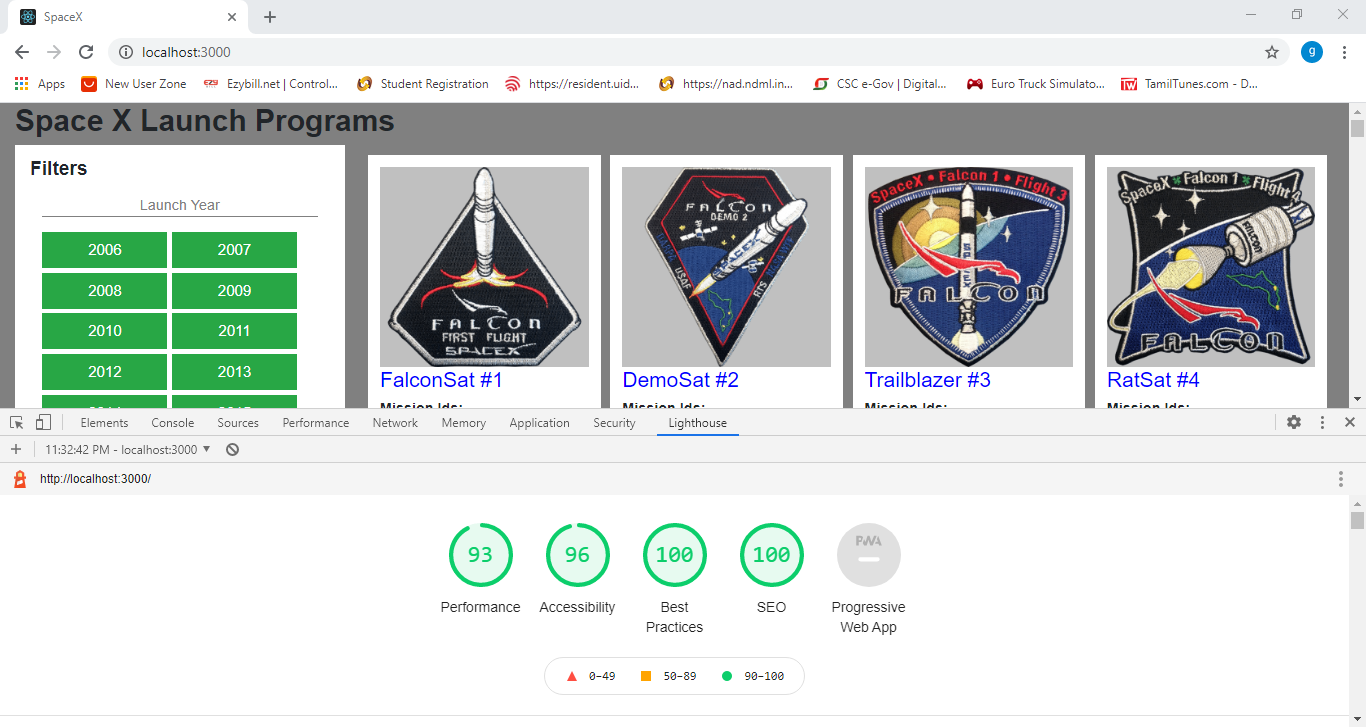 SpaceX
localhost:3000
Apps New User Zone Ezybill.net | Control... Student Registration https://resident.uid... https://nad.ndml.in... CSC e-Gov | Digital... Euro Truck Simulato... TamilTunes.com - D...
Space X Launch Programs
Filters
Launch Year
2006 2007
2008 2009
2010 2011
2012 2013
FALCON
FIRST FLIGHT
SPACEX
FalconSat #1
Mission Ids:
FALCON
DEMO 2
USAF
RTS
DemoSat #2
Mission Ids:
SpaceX • Falcon 1 • Flight 3
SPACEX
FALCON
Trailblazer #3
Mission Ids:
SpaceX Falcon 1 Flight 4
FALCON
FALCON
RatSat #4
Mission Ids:
Elements Console Sources Performance Network Memory Application Security Lighthouse
11:32:42 PM - localhost:3000
http://localhost:3000/
93 96 100 100 PWA
Performance Accessibility Best Practices SEO Progressive Web App
0–49 50–89 90–100